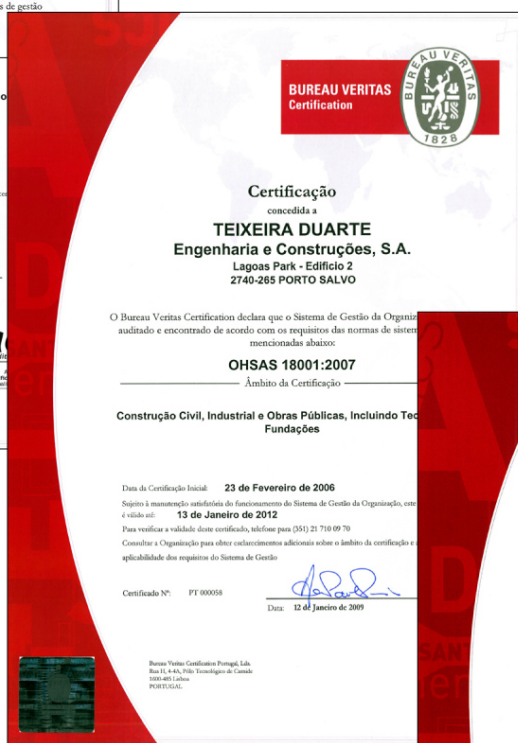 s de gestão
BUREAU VERITAS
Certification
BUREAU VERITAS
1828
Certificação
concedida a
TEIXEIRA DUARTE
Engenharia e Construções, S.A.
Lagoas Park - Edificio 2
2740-265 PORTO SALVO
O Bureau Veritas Certification declara que o Sistema de Gestão da Organiz
auditado e encontrado de acordo com os requisitos das normas de sistem
mencionadas abaixo:
OHSAS 18001:2007
Âmbito da Certificação
Construção Civil, Industrial e Obras Públicas, Incluindo Tec
Fundações
Data da Certificação Inicial: 23 de Fevereiro de 2006
Sujeito à manutenção satisfatória do funcionamento do Sistema de Gestão da Organização, este
é válido até: 13 de Janeiro de 2012
Para verificar a validade deste certificado, telefone para (351) 21 710 09 70
Consultar a Organização para obter esclarecimentos adicionais sobre o âmbito da certificação e a
aplicabilidade dos requisitos do Sistema de Gestão
Certificado Nº: PT 000058
Data: 12 de Janeiro de 2009
Bureau Veritas Certification Portugal, Lda.
Rua H, 4-4A, Pólo Tecnológico de Carnide
1600-485 Lisboa
PORTUGAL